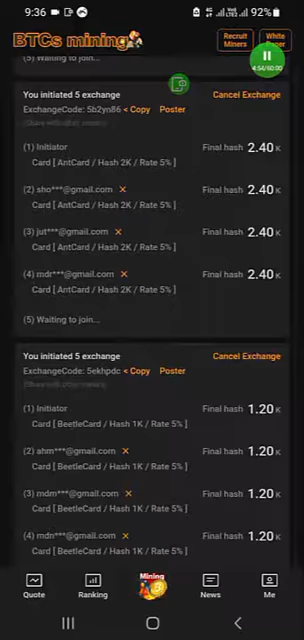 9:36
92%
BTCs mining
Recruit
Miners
White
Paper
4:54/60:00
(5) Waiting to join...
You initiated 5 exchange
Cancel Exchange
ExchangeCode: 5b2yn86 < Copy Poster
(1) Initiator
Final hash 2.40 K
Card [ AntCard / Hash 2K / Rate 5% ]
(2) sho***@gmail.com ×
Final hash 2.40 K
Card [ AntCard / Hash 2K / Rate 5% ]
(3) jut***@gmail.com ×
Final hash 2.40 K
Card [ AntCard / Hash 2K / Rate 5% ]
(4) mdr***@gmail.com ×
Final hash 2.40 K
Card [ AntCard / Hash 2K / Rate 5% ]
(5) Waiting to join...
You initiated 5 exchange
Cancel Exchange
ExchangeCode: 5ekhpdc < Copy Poster
(1) Initiator
Final hash 1.20 K
Card [ BeetleCard / Hash 1K / Rate 5% ]
(2) ahm***@gmail.com ×
Final hash 1.20 K
Card [ BeetleCard / Hash 1K / Rate 5% ]
(3) mdm***@gmail.com ×
Final hash 1.20 K
Card [ BeetleCard / Hash 1K / Rate 5% ]
(4) mdn***@gmail.com ×
Final hash 1.20 K
Card [ BeetleCard / Hash 1K / Rate 5% ]
Quote
Ranking
Mining
News
Me